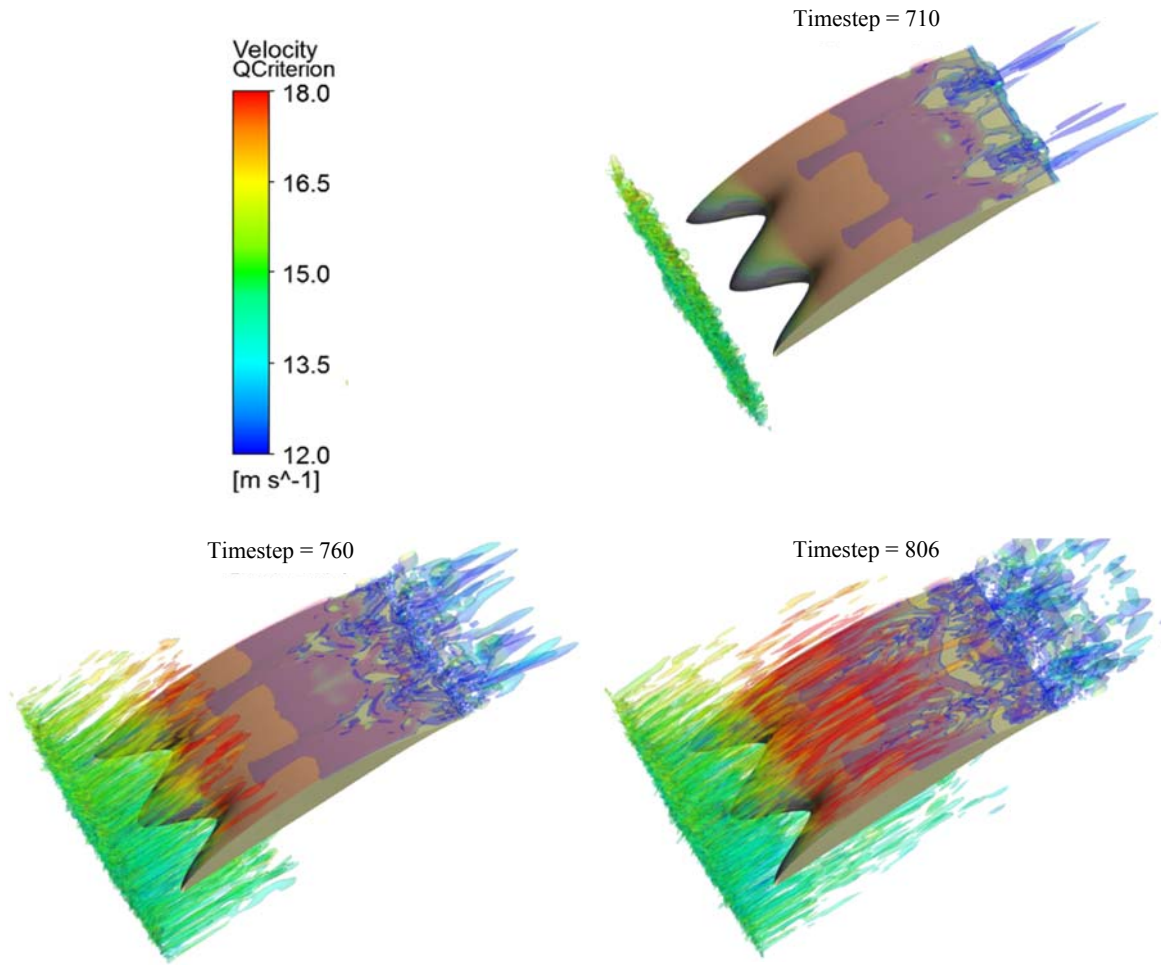 Timestep = 710
Velocity
QCriterion
18.0
16.5
15.0
13.5
12.0
[m s^-1]
Timestep = 760
Timestep = 806